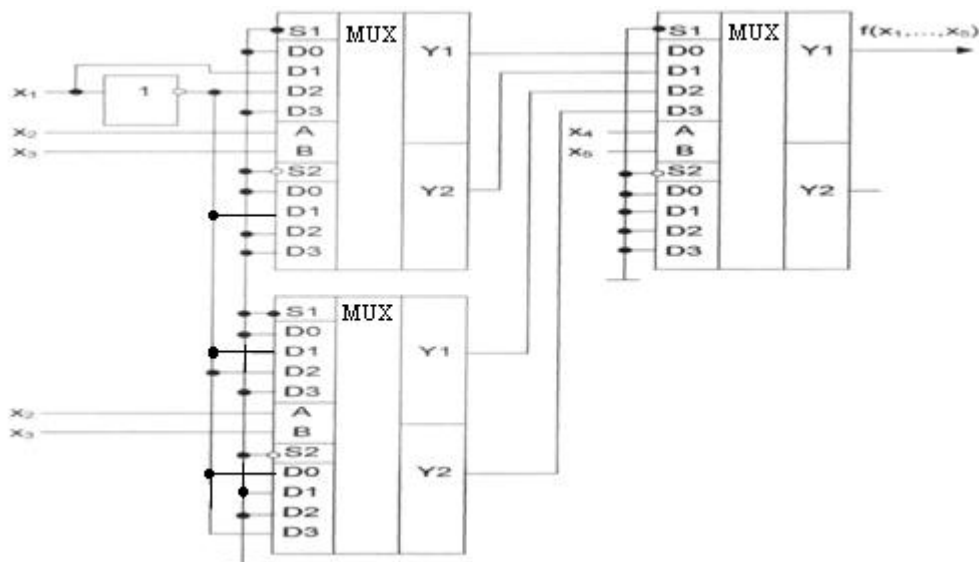 S1 MUX Y1
D0
D1
D2
D3
A
B
S2
D0 Y2
D1
D2
D3
x₁ 1
x₂
x₃
S1 MUX Y1
D0
D1
D2
D3
A
B
S2
D0 Y2
D1
D2
D3
x₂
x₃
S1 MUX Y1
D0
D1
D2
D3
A
B
S2
D0 Y2
D1
D2
D3
x₄
x₅
f(x₁,...,x₅)